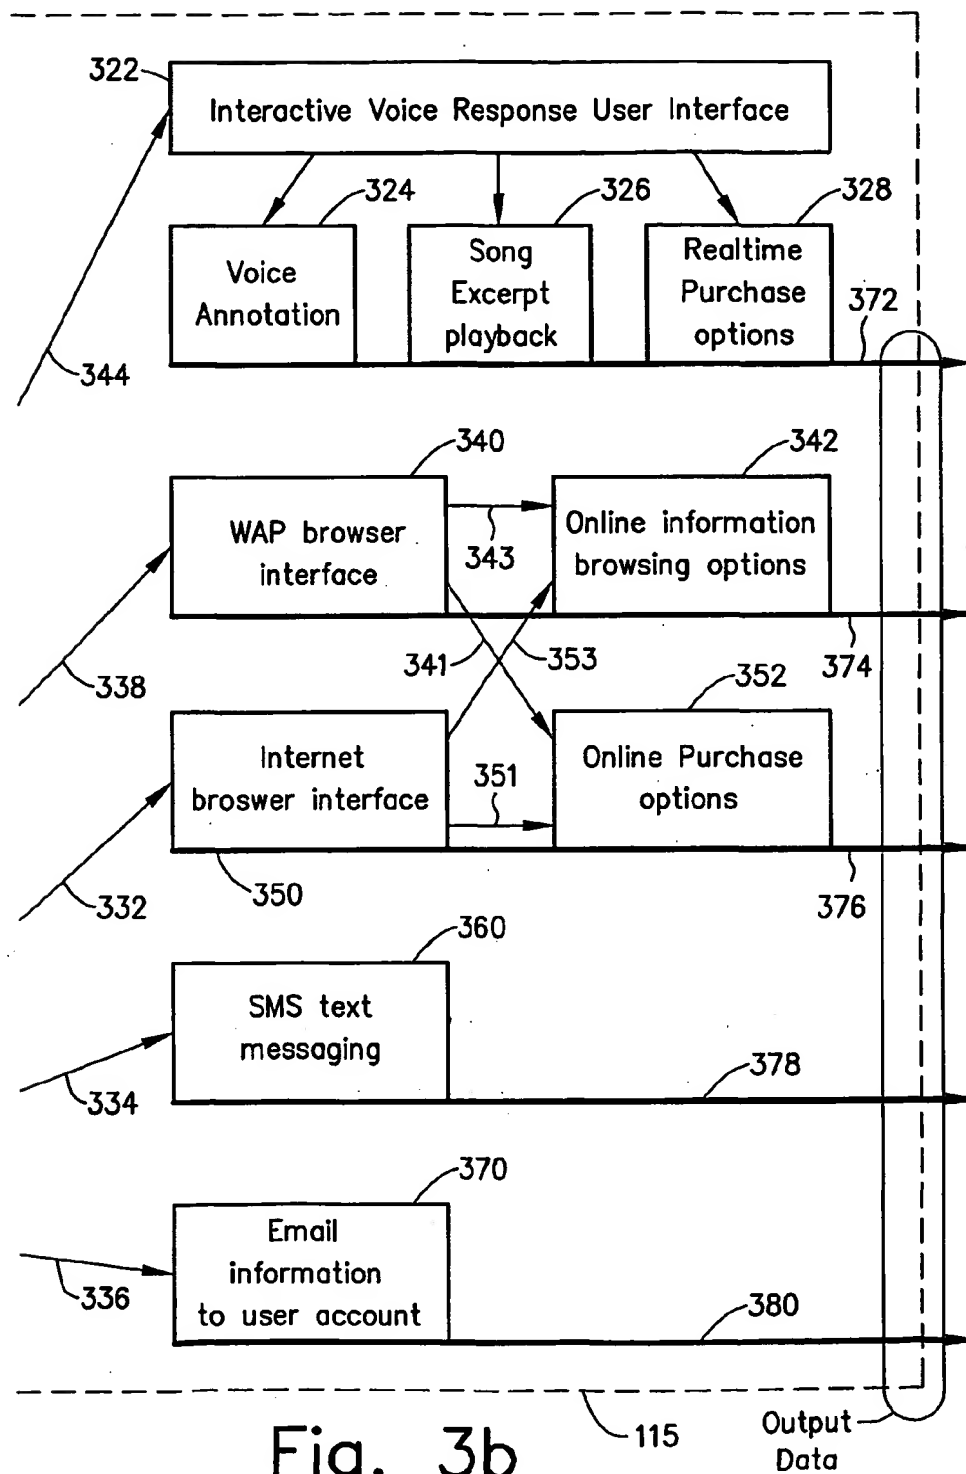 322
Interactive Voice Response User Interface
324
326
328
Voice
Annotation
Song
Excerpt
playback
Realtime
Purchase
options
372
344
340
342
WAP browser
interface
343
Online information
browsing options
338
341
353
374
352
Internet
broswer interface
351
Online Purchase
options
332
350
376
360
SMS text
messaging
334
378
370
Email
information
to user account
336
380
115
Output
Data
Fig. 3b